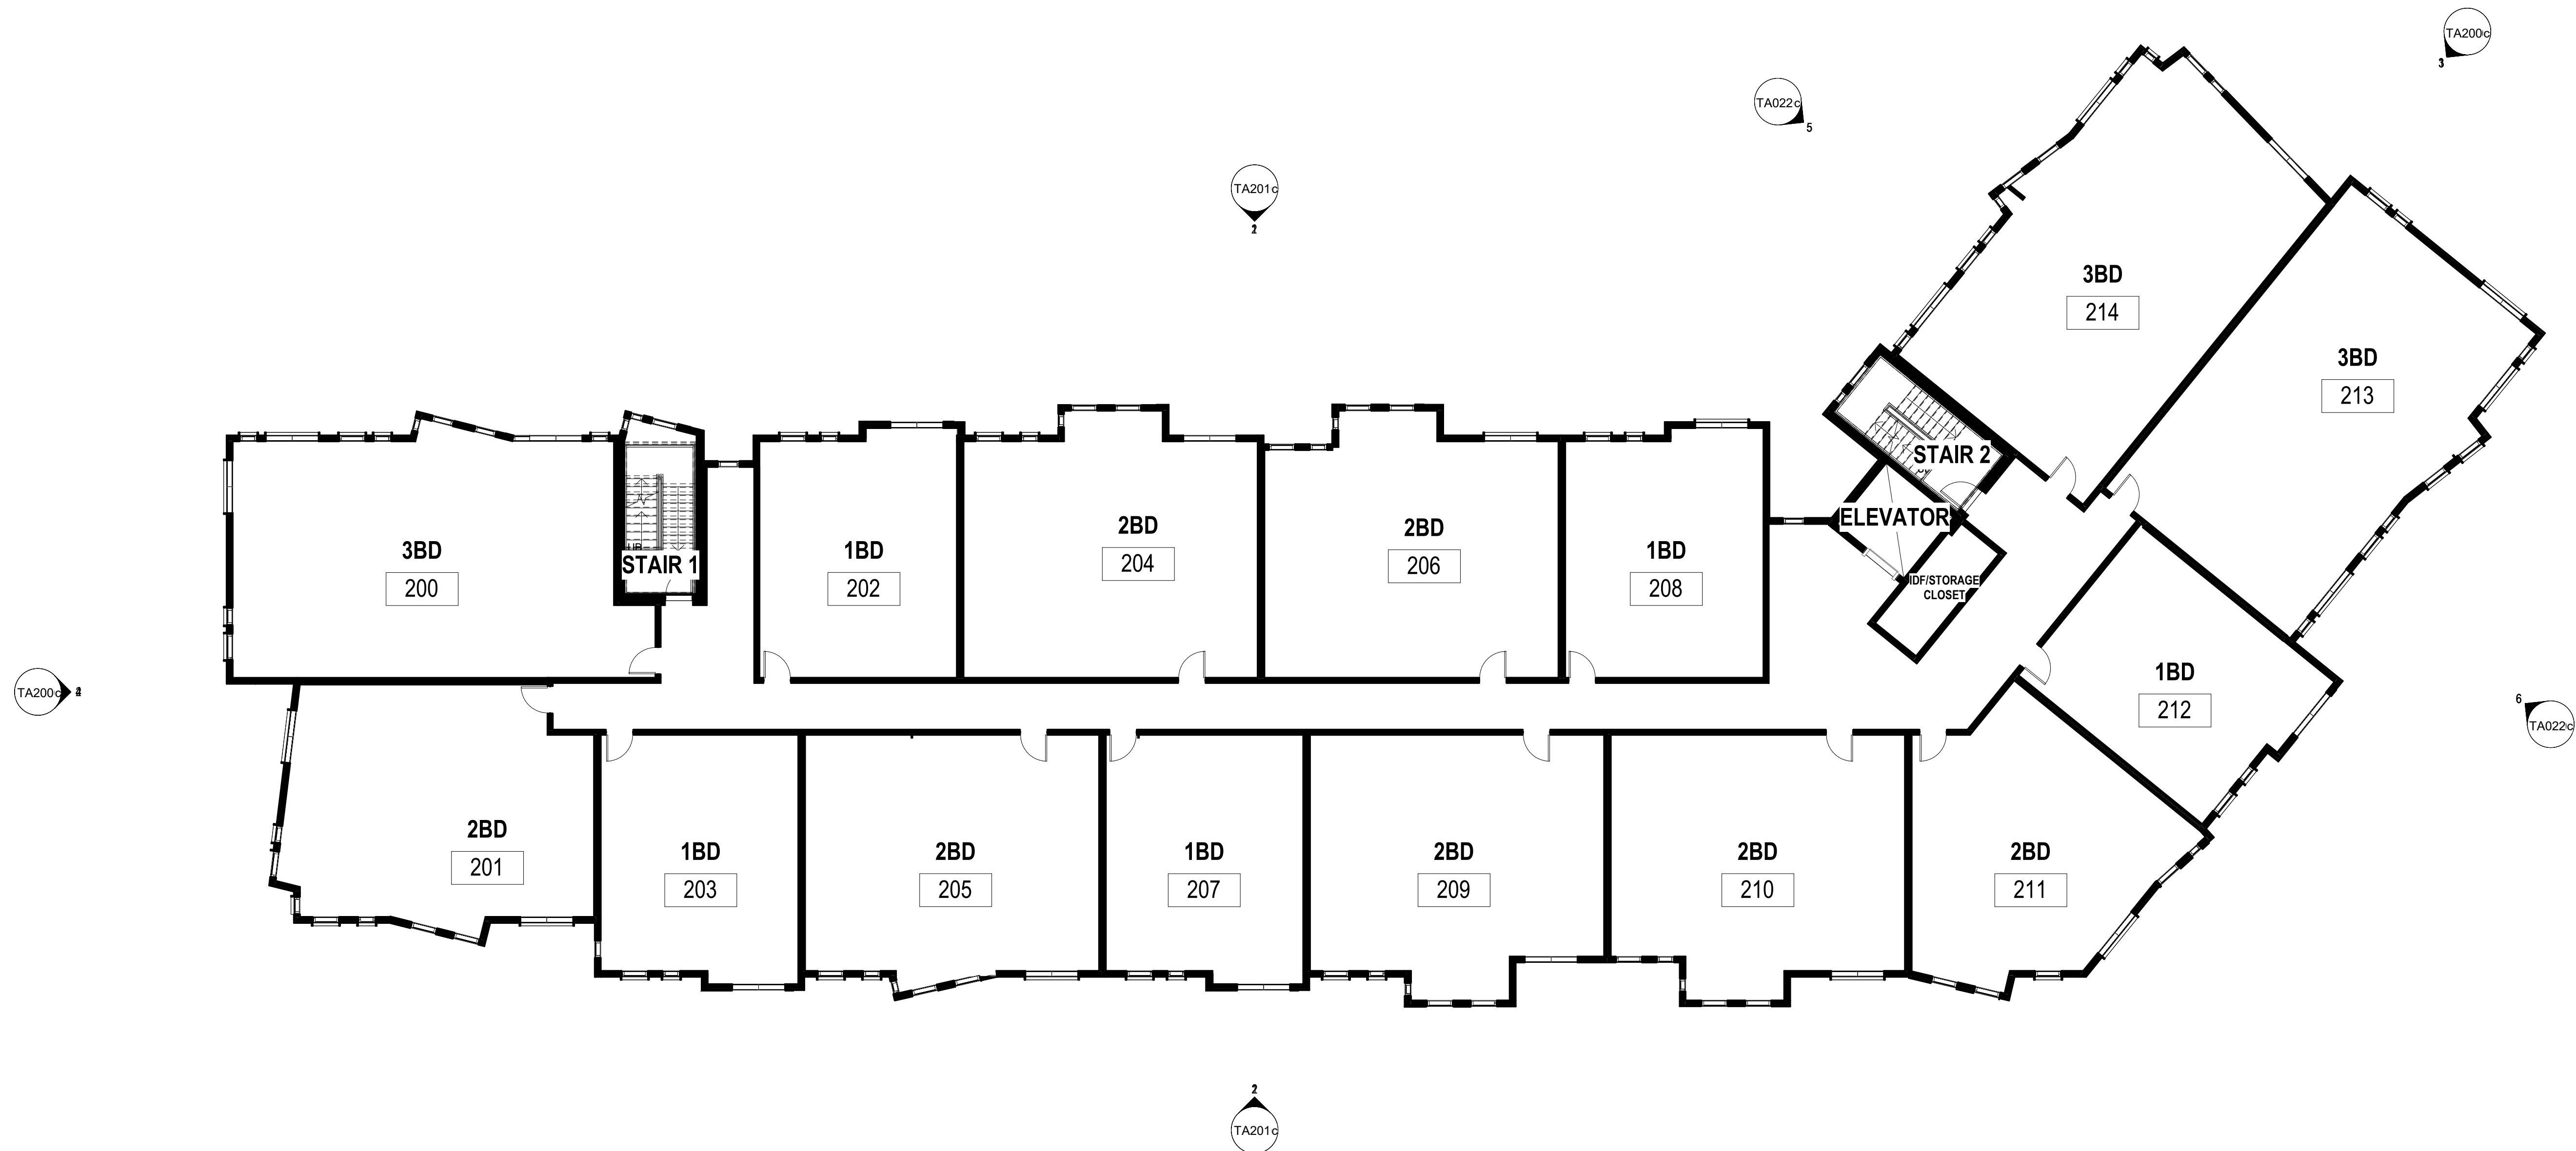 TA200c
3
TA022c
5
TA201c
2
3BD
214
3BD
213
STAIR 2
ELEVATOR
IDF/STORAGE
CLOSET
3BD
200
STAIR 1
1BD
202
2BD
204
2BD
206
1BD
208
TA200c
1BD
212
6
TA022c
2BD
201
1BD
203
2BD
205
1BD
207
2BD
209
2BD
210
2BD
211
2
TA201c